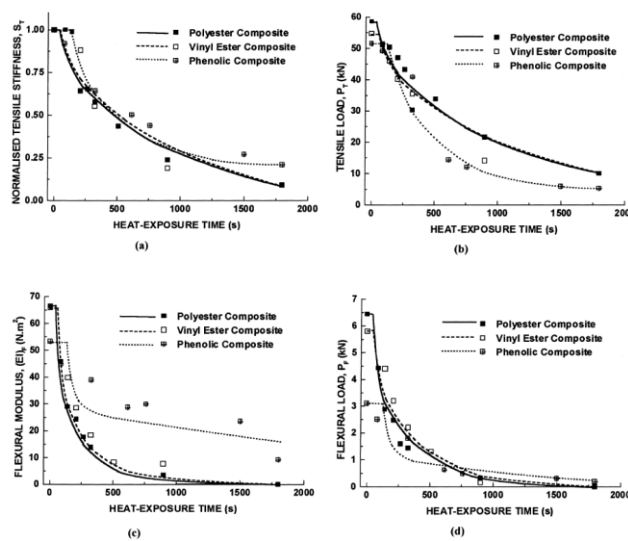 NORMALISED TENSILE STIFFNESS, S_T
1.00
0.75
0.50
0.25
0.00
Polyester Composite
Vinyl Ester Composite
Phenolic Composite
0 500 1000 1500 2000
HEAT-EXPOSURE TIME (s)
(a)
TENSILE LOAD, P_T (kN)
60
50
40
30
20
10
0
Polyester Composite
Vinyl Ester Composite
Phenolic Composite
0 500 1000 1500 2000
HEAT-EXPOSURE TIME (s)
(b)
FLEXURAL MODULUS, (EI)_F (N.m²)
70
60
50
40
30
20
10
0
Polyester Composite
Vinyl Ester Composite
Phenolic Composite
0 500 1000 1500 2000
HEAT-EXPOSURE TIME (s)
(c)
FLEXURAL LOAD, P_F (kN)
7
6
5
4
3
2
1
0
Polyester Composite
Vinyl Ester Composite
Phenolic Composite
0 500 1000 1500 2000
HEAT-EXPOSURE TIME (s)
(d)